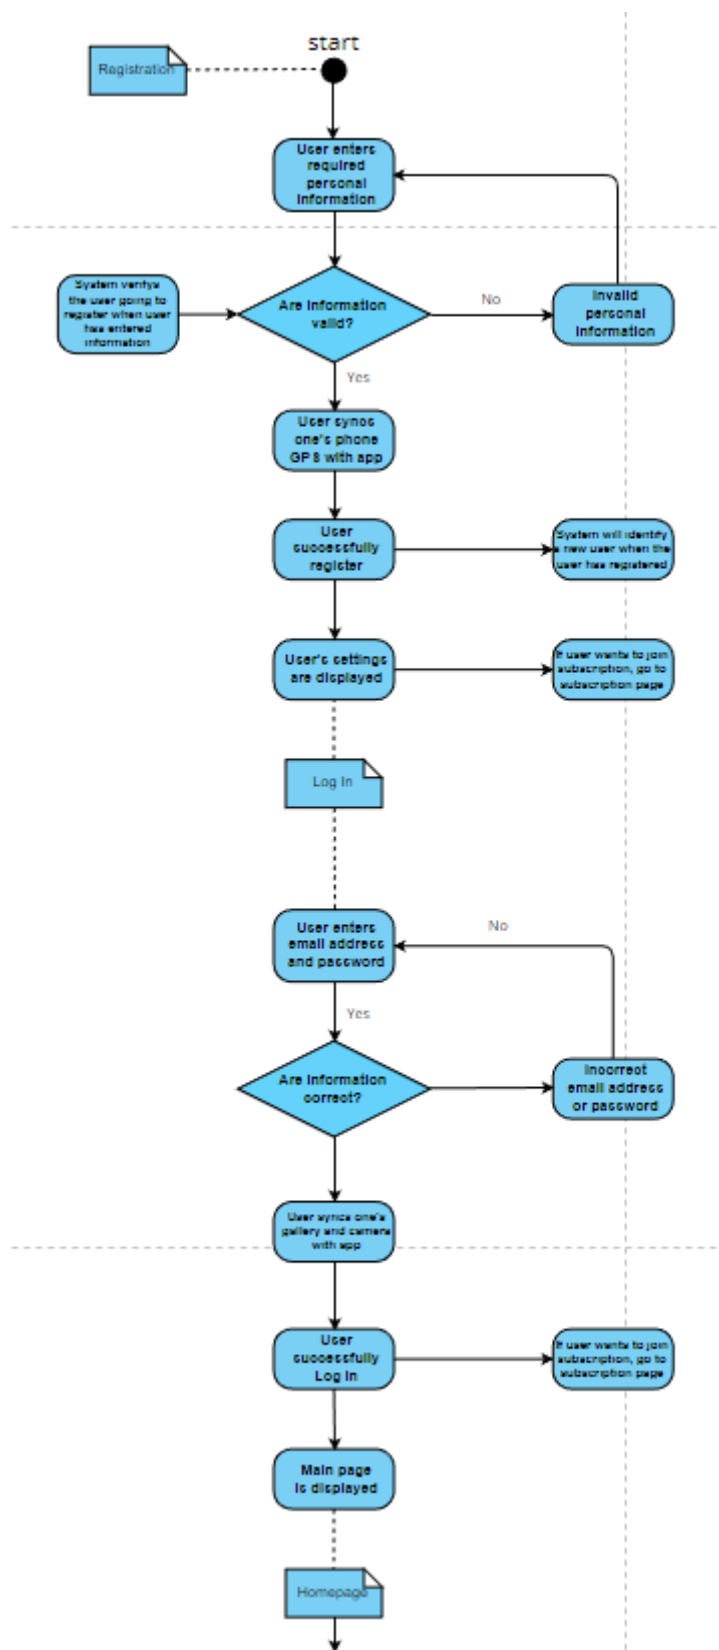 start
Registration
User enters
required
personal
information
System verifys
the user going to
register when user
has entered
information
Are information
valid?
No
Invalid
personal
information
Yes
User syncs
one's phone
GPS with app
User
successfully
register
System will identify
a new user when the
user has registered
User's settings
are displayed
If user wants to join
subscription, go to
subscription page
Log In
User enters
email address
and password
No
Yes
Are information
correct?
Incorrect
email address
or password
User syncs one's
gallery and camera
with app
User
successfully
Log in
If user wants to join
subscription, go to
subscription page
Main page
is displayed
Homepage